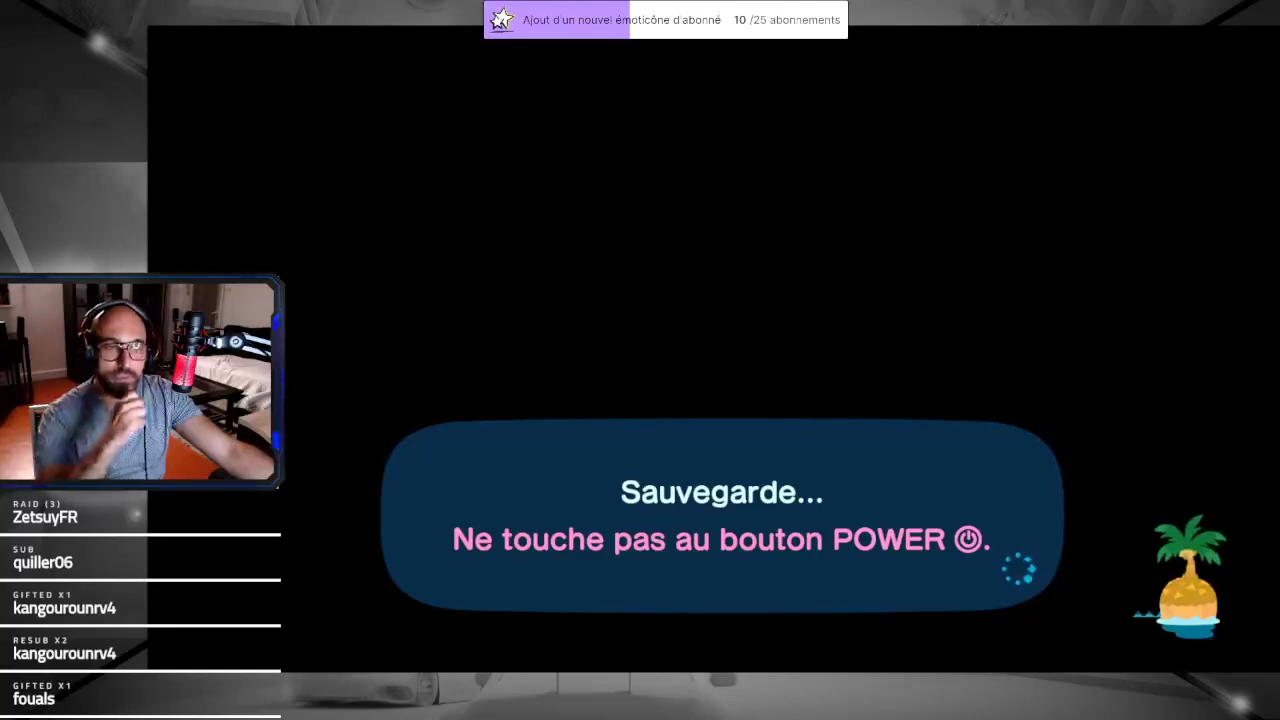 Ajout d'un nouvel émoticône d'abonné 10 /25 abonnements
Sauvegarde...
Ne touche pas au bouton POWER.
RAID (3)
ZetsuyFR
SUB
quiller06
GIFTED X1
kangourounrv4
RESUB X2
kangourounrv4
GIFTED X1
fouals